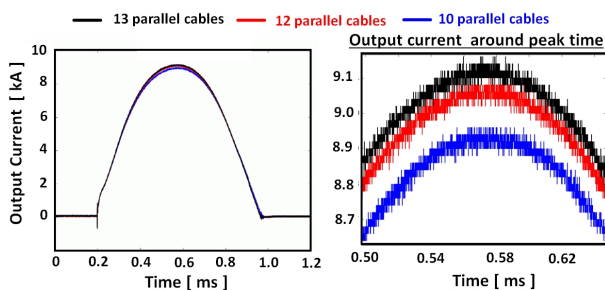 13 parallel cables 12 parallel cables 10 parallel cables
Output current around peak time
Output Current [ kA ]
10
8
6
4
2
0
0 0.2 0.4 0.6 0.8 1.0 1.2
Time [ ms ]
9.1
9.0
8.9
8.8
8.7
0.50 0.54 0.58 0.62
Time [ ms ]